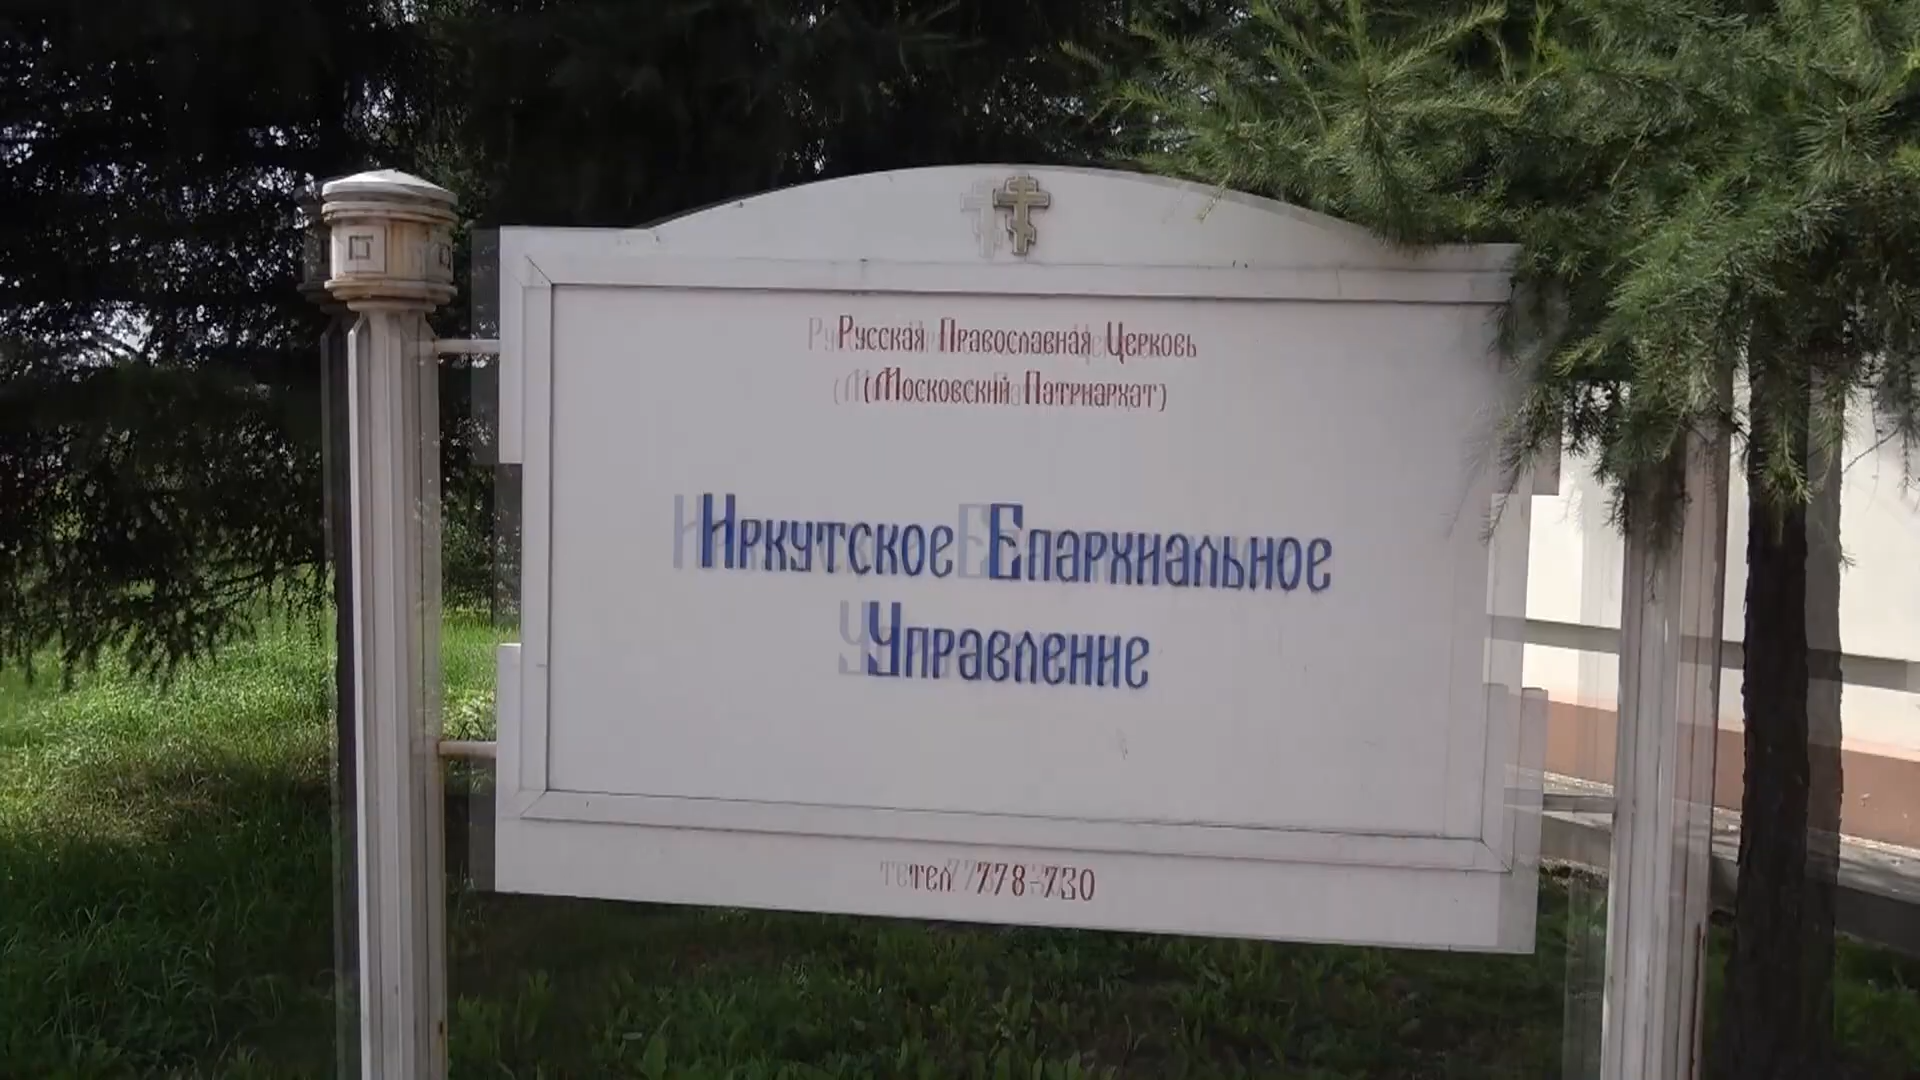 Русская Православная Церковь
(Московский Патриархат)
Иркутское Епархиальное
Управление
тел. 778-730